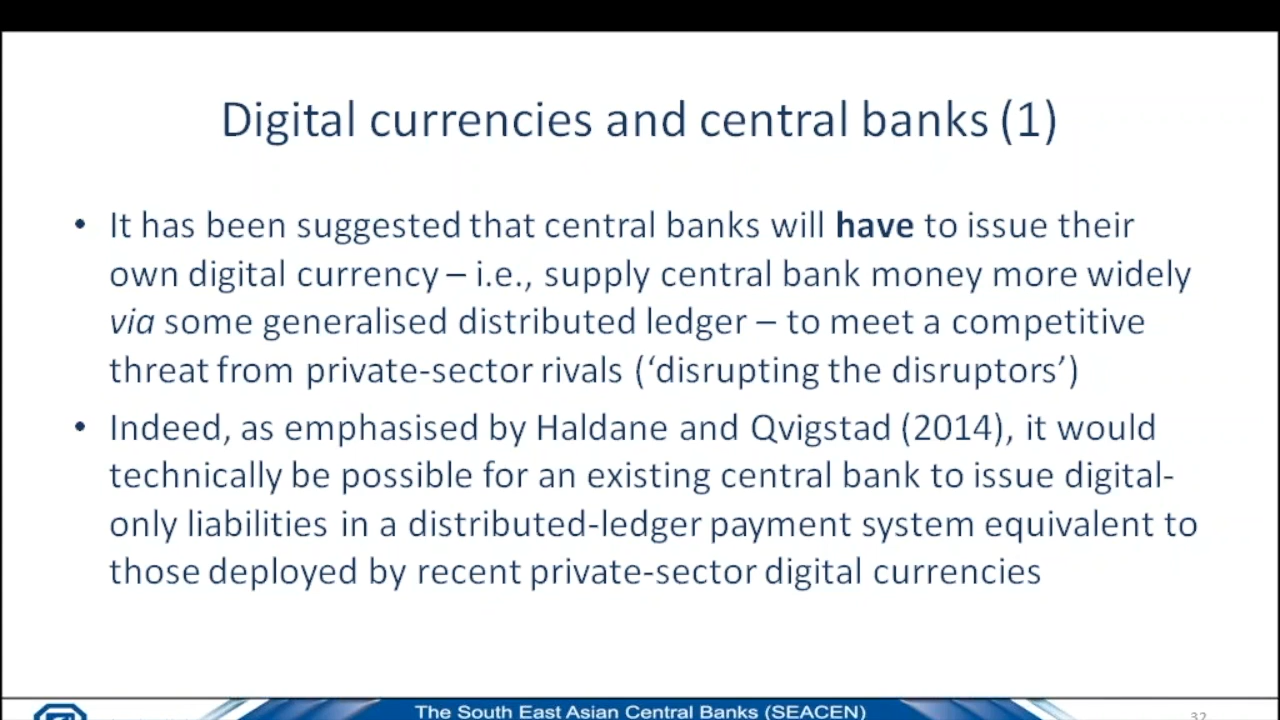 Digital currencies and central banks (1)
• It has been suggested that central banks will have to issue their
own digital currency – i.e., supply central bank money more widely
via some generalised distributed ledger – to meet a competitive
threat from private-sector rivals (‘disrupting the disruptors’)
• Indeed, as emphasised by Haldane and Qvigstad (2014), it would
technically be possible for an existing central bank to issue digital-
only liabilities in a distributed-ledger payment system equivalent to
those deployed by recent private-sector digital currencies
The South East Asian Central Banks (SEACEN)
32